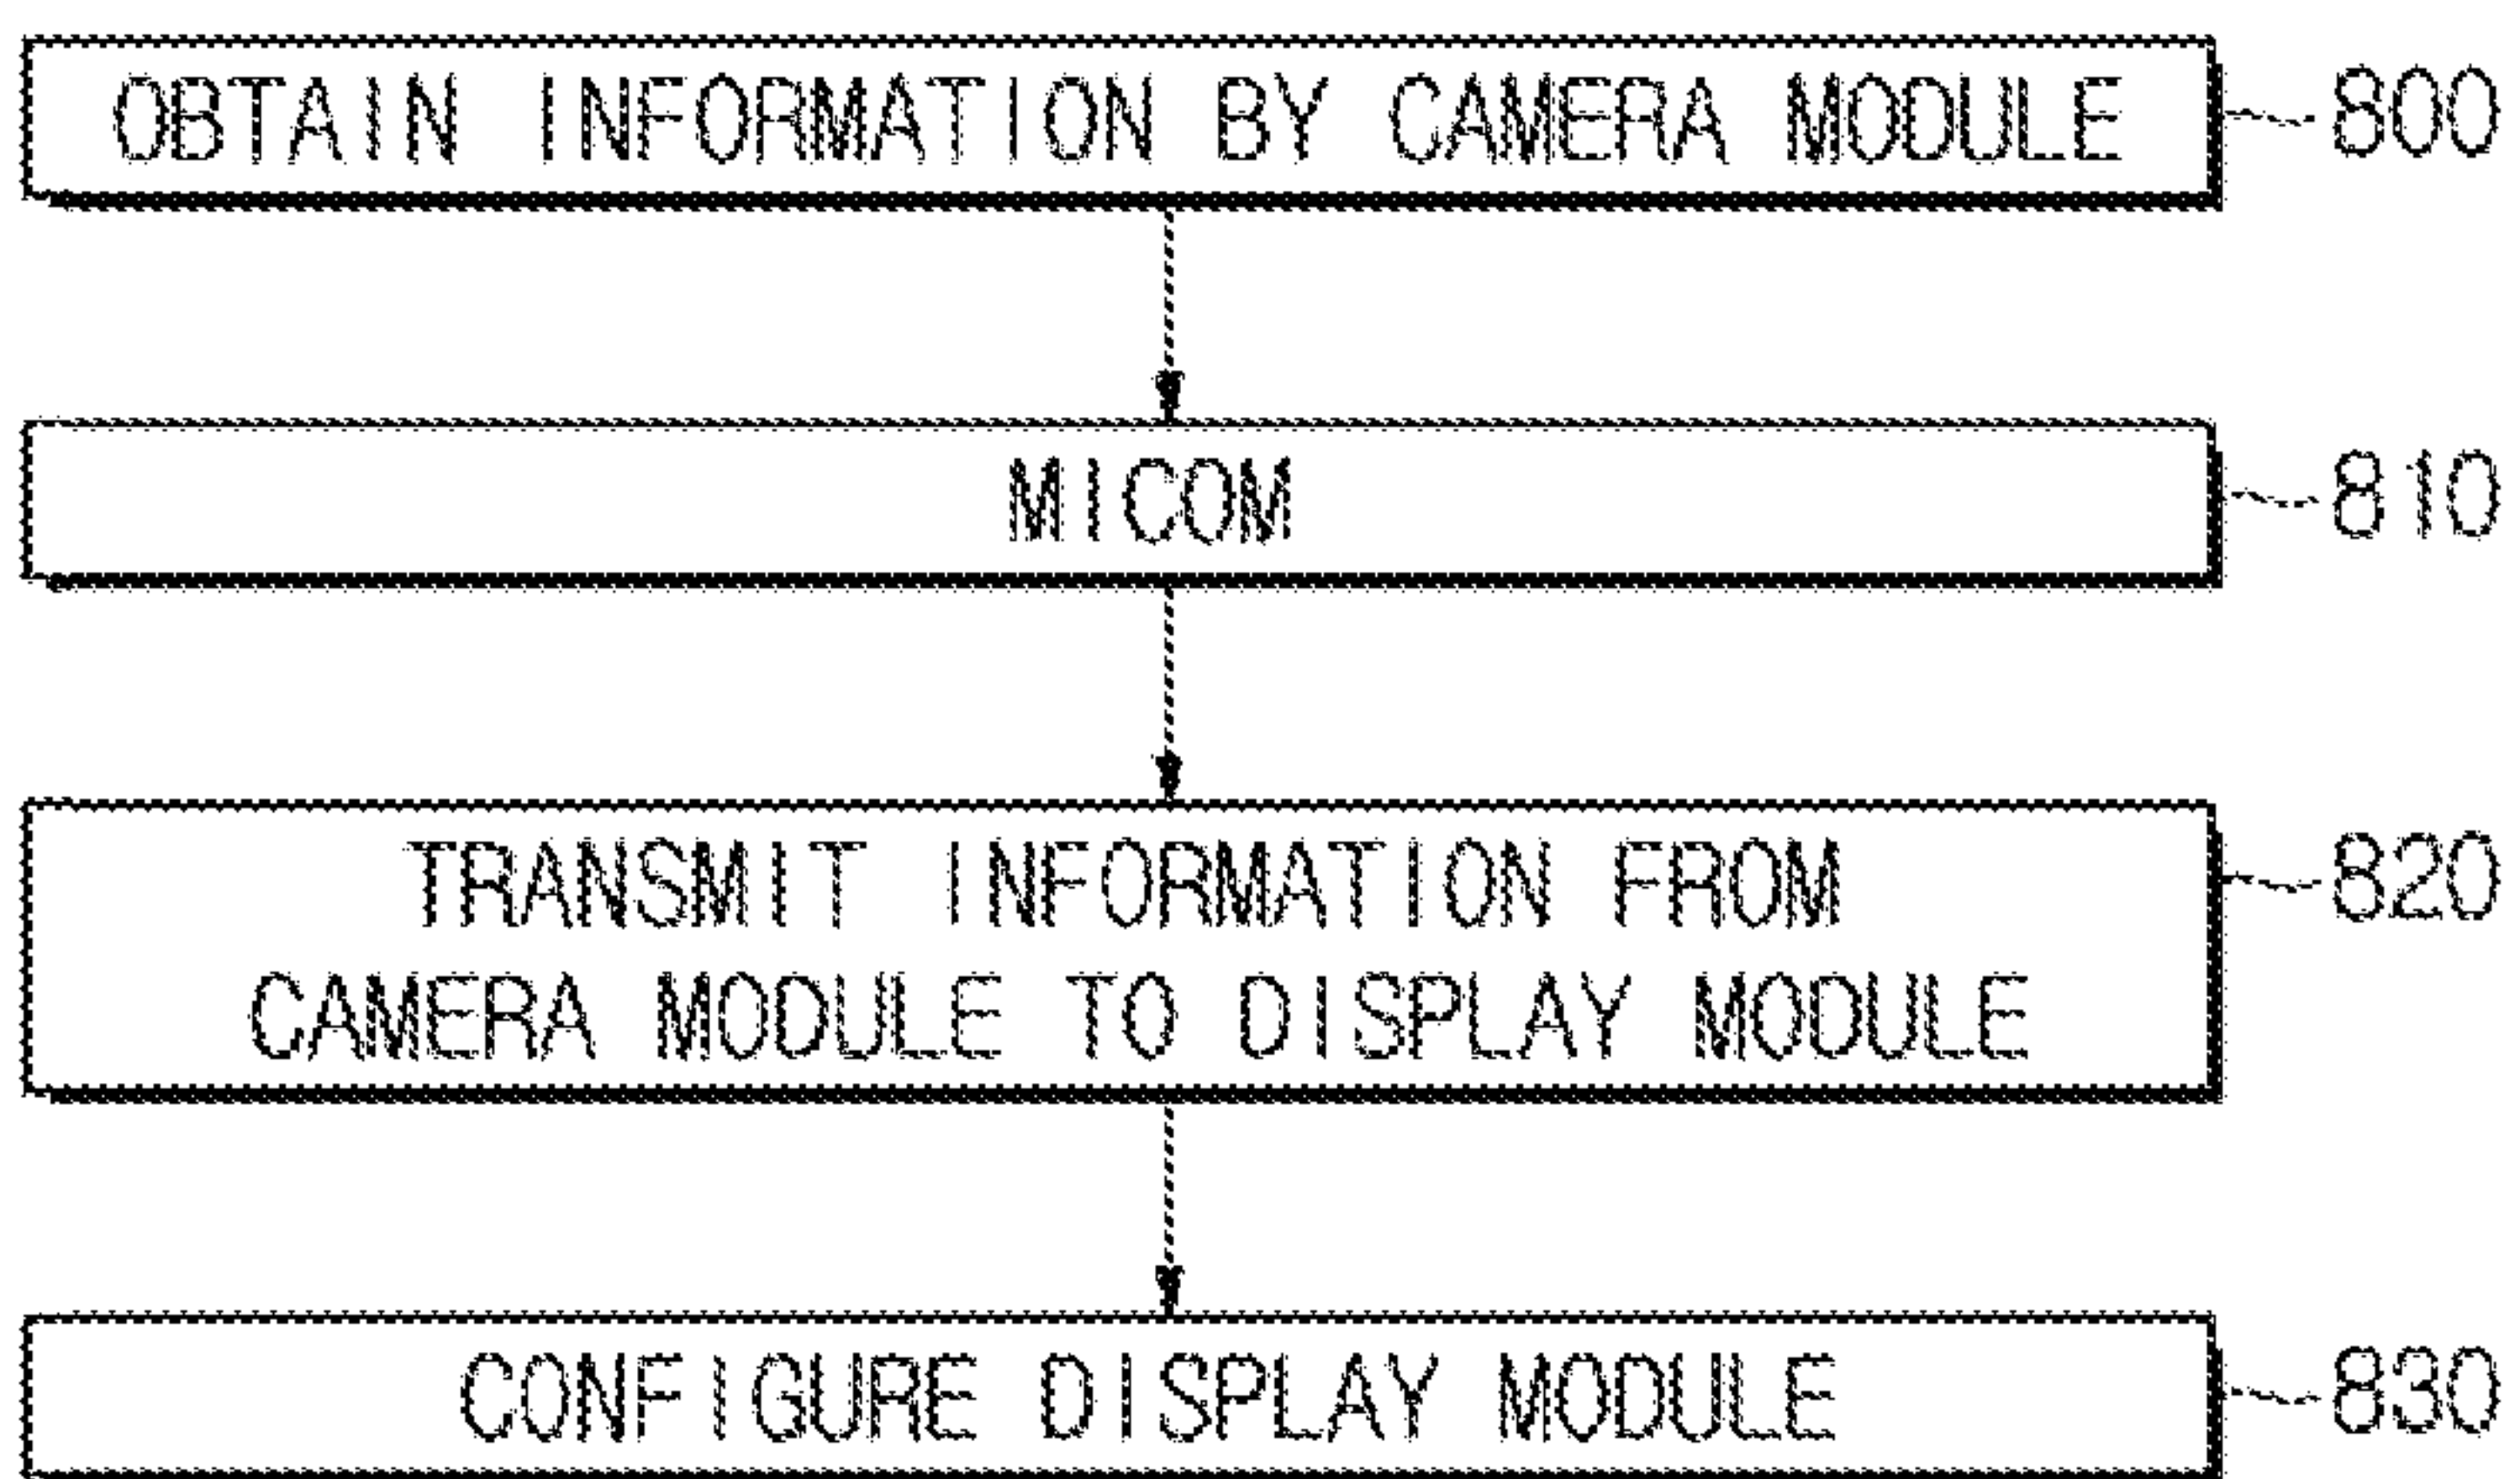 OBTAIN INFORMATION BY CAMERA MODULE
800
MICOM
810
TRANSMIT INFORMATION FROM
820
CAMERA MODULE TO DISPLAY MODULE
CONFIGURE DISPLAY MODULE
830